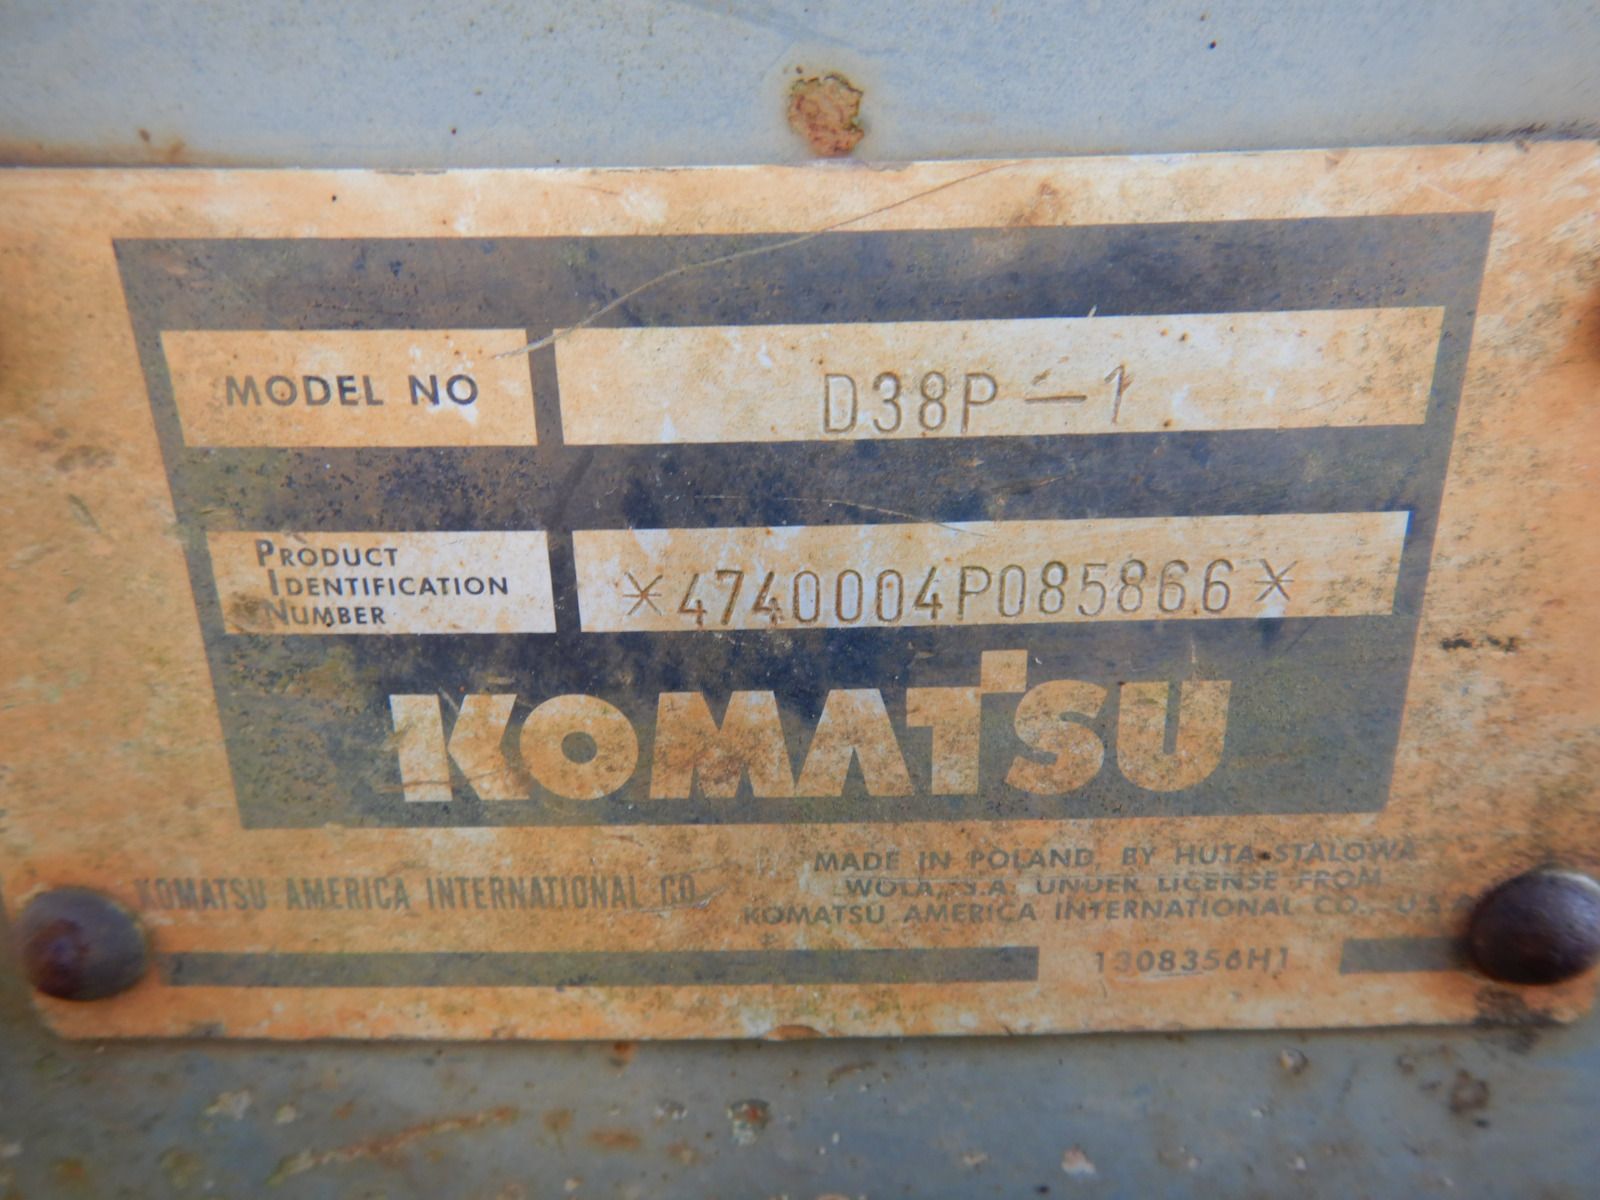 MODEL NO D38P-1
PRODUCT
IDENTIFICATION
NUMBER
*4740004P085866*
KOMATSU
KOMATSU AMERICA INTERNATIONAL CO.
MADE IN POLAND, BY HUTA STALOWA
WOLA, S.A. UNDER LICENSE FROM
KOMATSU AMERICA INTERNATIONAL CO., U.S.A
1308356H1